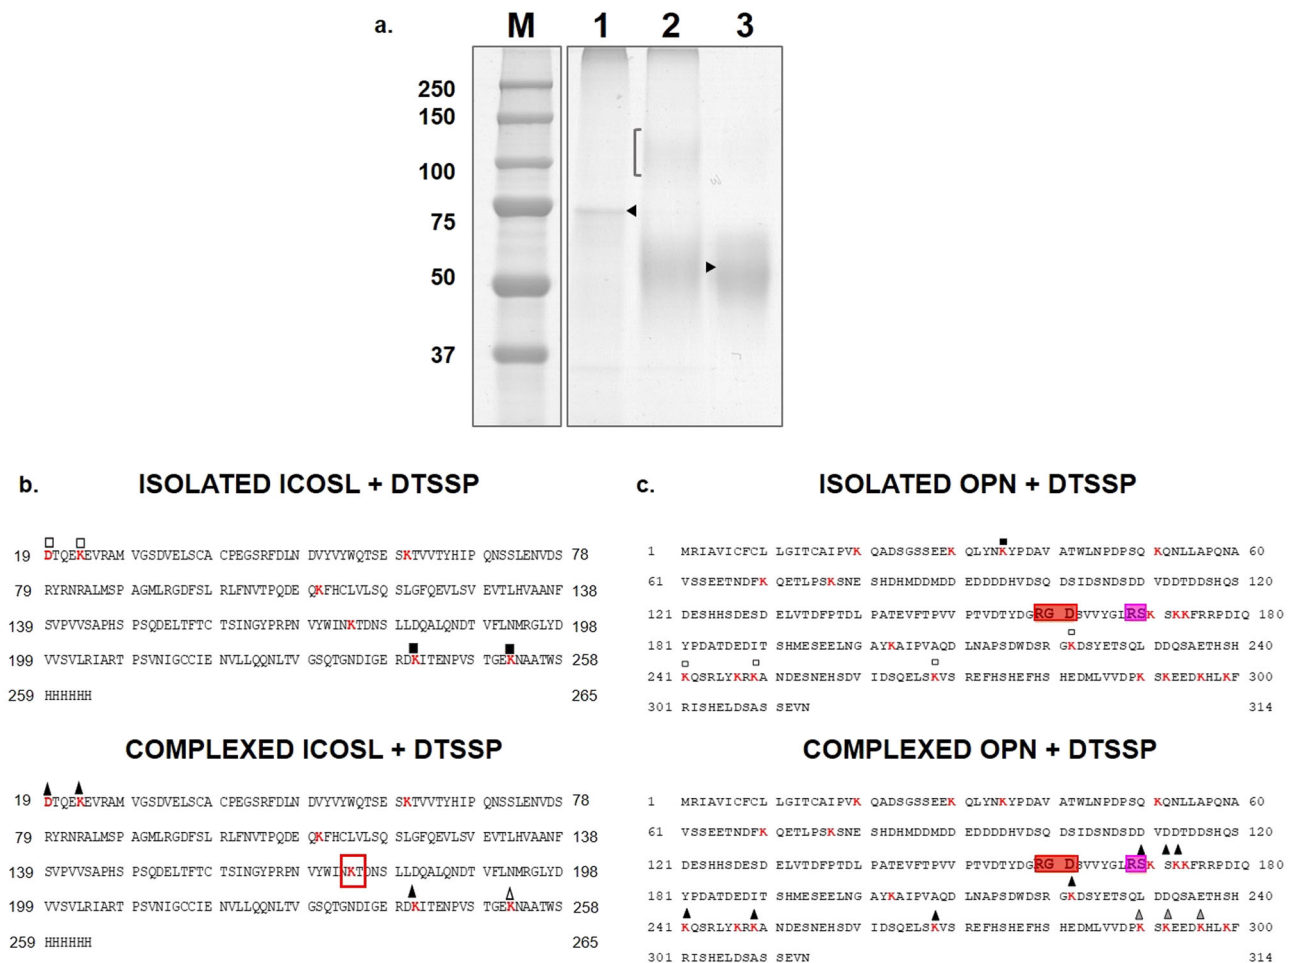 a.
M 1 2 3
250
150
100
75
50
37
b. ISOLATED ICOSL + DTSSP
19 DTQEKEVRAM VGSDVELSCA CPEGSRFDLN DVYVYWQTSE SKTVVTYHIP QNSSLENVDS 78
79 RYRNRALMSP AGMLRGDFSL RLFNVTPQDE QKFHCLVLSQ SLGFQEVLSV EVTLHVAANF 138
139 SVPVVSAPHS PSQDELTFTC TSINGYPRPN VYWINKTDNS LLDQALQNDT VFLNMRGLYD 198
199 VVSVLRIART PSVNIGCCIE NVLLQQNLTV GSQTGNDIGE RDKITENPVS TGEKNAATWS 258
259 HHHHHH 265
COMPLEXED ICOSL + DTSSP
19 DTQEKEVRAM VGSDVELSCA CPEGSRFDLN DVYVYWQTSE SKTVVTYHIP QNSSLENVDS 78
79 RYRNRALMSP AGMLRGDFSL RLFNVTPQDE QKFHCLVLSQ SLGFQEVLSV EVTLHVAANF 138
139 SVPVVSAPHS PSQDELTFTC TSINGYPRPN VYWINKTDNS LLDQALQNDT VFLNMRGLYD 198
199 VVSVLRIART PSVNIGCCIE NVLLQQNLTV GSQTGNDIGE RDKITENPVS TGEKNAATWS 258
259 HHHHHH 265
c. ISOLATED OPN + DTSSP
1 MRIAVICFCL LGITCAIPVK QADSGSSEEK QLYNKYPDAV ATWLNPDPSQ KQNLLAPQNA 60
61 VSSEETNDFK QETLPSKSNE SHDHMDDMDD EDDDDHVDSQ DSIDSNDSDD VDDTDDSHQS 120
121 DESHHSDESD ELVTDFPTDL PATEVFTPVV PTVDTYDGRG DSVVYGLRSK SKKFRRPDIQ 180
181 YPDATDEDIT SHMESEELNG AYKAIPVAQD LNAPSDWDSR GKDSYETSQL DDQSAETHSH 240
241 KQSRLYKRKA NDESNEHSDV IDSQELSKVS REFHSHEFHS HEDMLVVDPK SKEEDKHLKF 300
301 RISHELDSAS SEVN 314
COMPLEXED OPN + DTSSP
1 MRIAVICFCL LGITCAIPVK QADSGSSEEK QLYNKYPDAV ATWLNPDPSQ KQNLLAPQNA 60
61 VSSEETNDFK QETLPSKSNE SHDHMDDMDD EDDDDHVDSQ DSIDSNDSDD VDDTDDSHQS 120
121 DESHHSDESD ELVTDFPTDL PATEVFTPVV PTVDTYDGRG DSVVYGLRSK SKKFRRPDIQ 180
181 YPDATDEDIT SHMESEELNG AYKAIPVAQD LNAPSDWDSR GKDSYETSQL DDQSAETHSH 240
241 KQSRLYKRKA NDESNEHSDV IDSQELSKVS REFHSHEFHS HEDMLVVDPK SKEEDKHLKF 300
301 RISHELDSAS SEVN 314